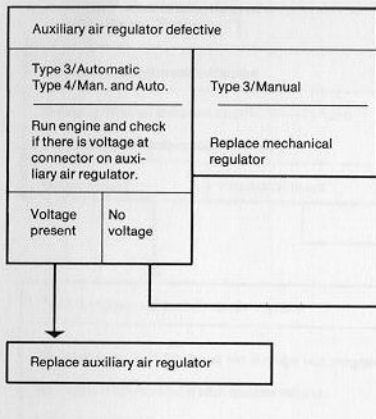 Auxiliary air regulator defective
Type 3/Automatic
Type 4/Man. and Auto.
Run engine and check
if there is voltage at
connector on auxi-
liary air regulator.
Type 3/Manual
Replace mechanical
regulator
Voltage
present
No
voltage
Replace auxiliary air regulator